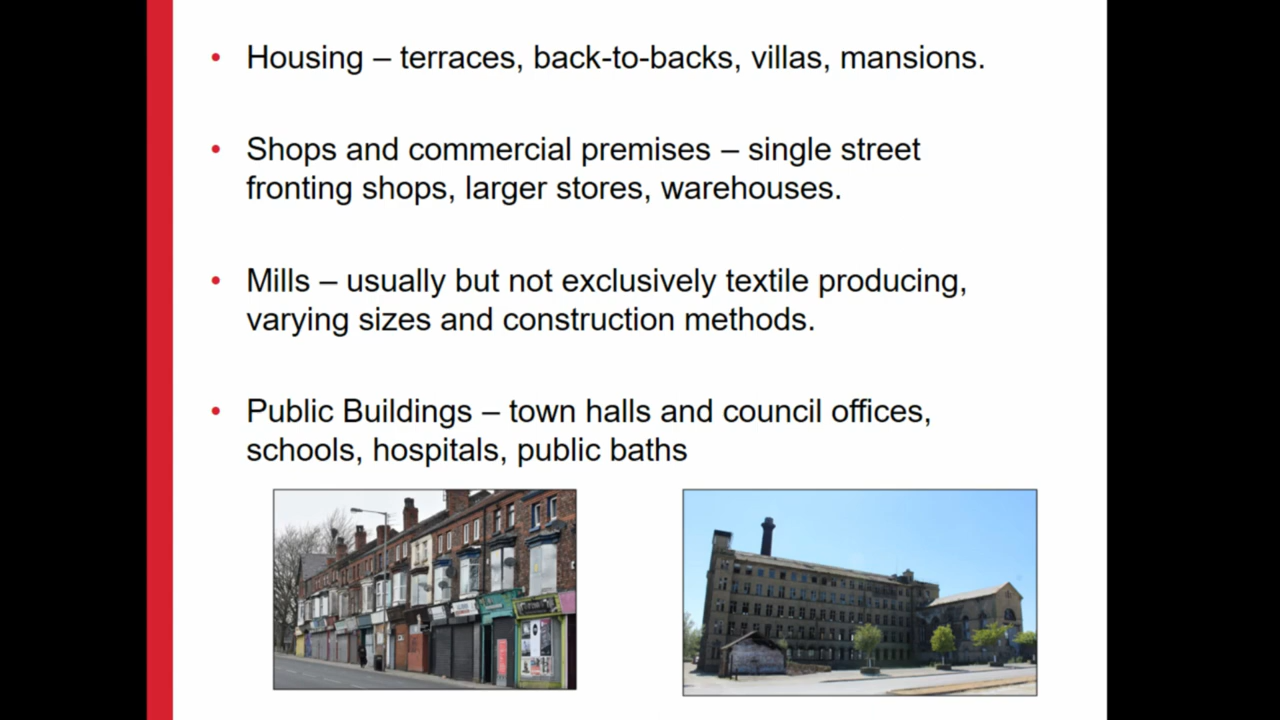 • Housing – terraces, back-to-backs, villas, mansions.
• Shops and commercial premises – single street
fronting shops, larger stores, warehouses.
• Mills – usually but not exclusively textile producing,
varying sizes and construction methods.
• Public Buildings – town halls and council offices,
schools, hospitals, public baths